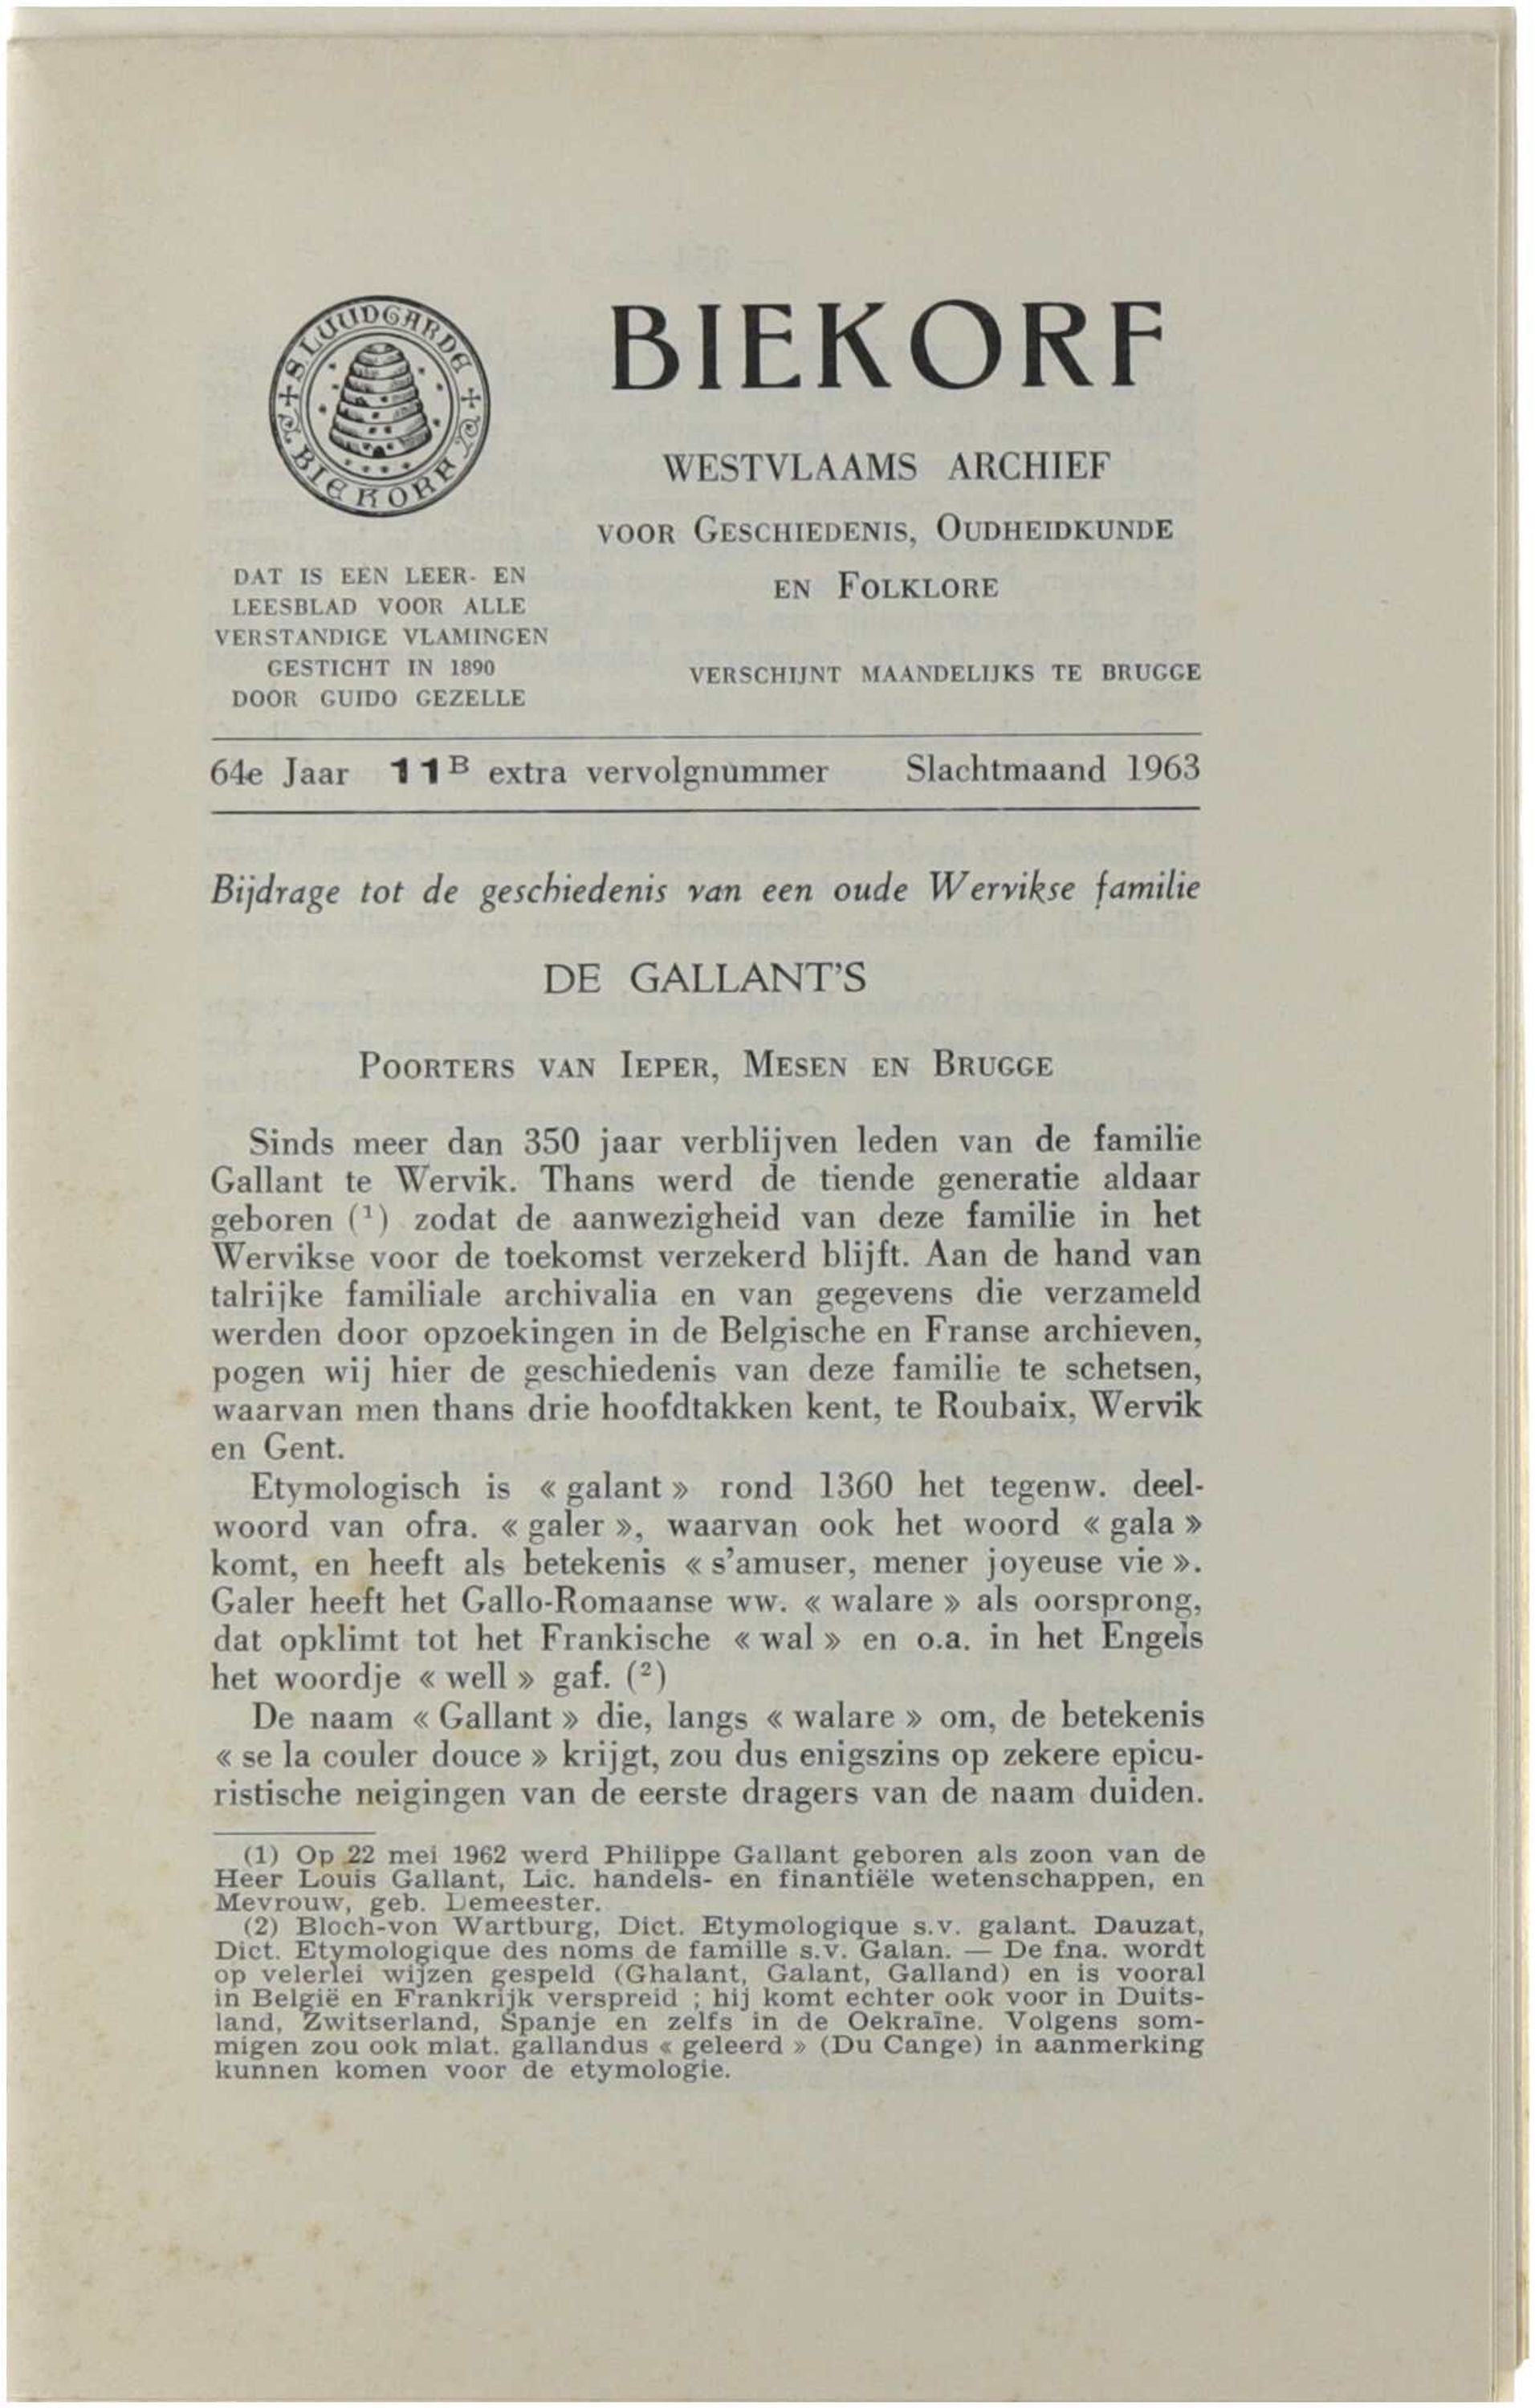 SLUUDGARDE
BIEKORF
BIEKORF
WESTVLAAMS ARCHIEF
VOOR GESCHIEDENIS, OUDHEIDKUNDE
EN FOLKLORE
VERSCHIJNT MAANDELIJKS TE BRUGGE
DAT IS EEN LEER- EN
LEESBLAD VOOR ALLE
VERSTANDIGE VLAMINGEN
GESTICHT IN 1890
DOOR GUIDO GEZELLE
64e Jaar 11B extra vervolgnummer Slachtmaand 1963
Bijdrage tot de geschiedenis van een oude Wervikse familie
DE GALLANT'S
POORTERS VAN IEPER, MESEN EN BRUGGE
Sinds meer dan 350 jaar verblijven leden van de familie
Gallant te Wervik. Thans werd de tiende generatie aldaar
geboren (¹) zodat de aanwezigheid van deze familie in het
Wervikse voor de toekomst verzekerd blijft. Aan de hand van
talrijke familiale archivalia en van gegevens die verzameld
werden door opzoekingen in de Belgische en Franse archieven,
pogen wij hier de geschiedenis van deze familie te schetsen,
waarvan men thans drie hoofdtakken kent, te Roubaix, Wervik
en Gent.
Etymologisch is « galant » rond 1360 het tegenw. deel-
woord van ofra. « galer », waarvan ook het woord « gala »
komt, en heeft als betekenis « s'amuser, mener joyeuse vie ».
Galer heeft het Gallo-Romaanse ww. « walare » als oorsprong,
dat opklimt tot het Frankische « wal » en o.a. in het Engels
het woordje « well » gaf. (²)
De naam « Gallant » die, langs « walare » om, de betekenis
« se la couler douce » krijgt, zou dus enigszins op zekere epicu-
ristische neigingen van de eerste dragers van de naam duiden.
(1) Op 22 mei 1962 werd Philippe Gallant geboren als zoon van de
Heer Louis Gallant, Lic. handels- en finantiële wetenschappen, en
Mevrouw, geb. Demeester.
(2) Bloch-von Wartburg, Dict. Etymologique s.v. galant. Dauzat,
Dict. Etymologique des noms de famille s.v. Galan. — De fna. wordt
op velerlei wijzen gespeld (Ghalant, Galant, Galland) en is vooral
in België en Frankrijk verspreid ; hij komt echter ook voor in Duits-
land, Zwitserland, Spanje en zelfs in de Oekraïne. Volgens som-
migen zou ook mlat. gallandus « geleerd » (Du Cange) in aanmerking
kunnen komen voor de etymologie.